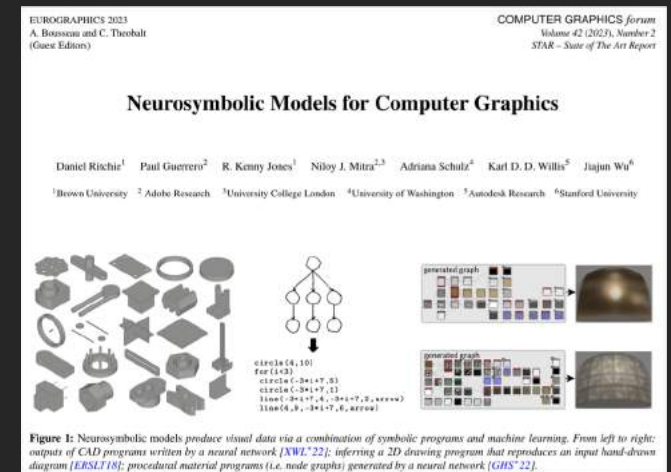 EUROGRAPHICS 2023
A. Bousseau and C. Theobalt
(Guest Editors)
COMPUTER GRAPHICS forum
Volume 42 (2023), Number 2
STAR – State of The Art Report
Neurosymbolic Models for Computer Graphics
Daniel Ritchie1 Paul Guerrero2 R. Kenny Jones1 Niloy J. Mitra2,3 Adriana Schulz4 Karl D. D. Willis5 Jiajun Wu6
1Brown University 2 Adobe Research 3University College London 4University of Washington 5Autodesk Research 6Stanford University
generated graph
circle(4,10)
for(i<3)
circle(-3*i+7,5)
circle(-3*i+7,1)
line(-3*i+7,4,-3*i+7,2,arrow)
line(4,9,-3*i+7,6,arrow)
generated graph
Figure 1: Neurosymbolic models produce visual data via a combination of symbolic programs and machine learning. From left to right:
outputs of CAD programs written by a neural network [XWL*22]; inferring a 2D drawing program that reproduces an input hand-drawn
diagram [ERSLT18]; procedural material programs (i.e. node graphs) generated by a neural network [GHS*22].